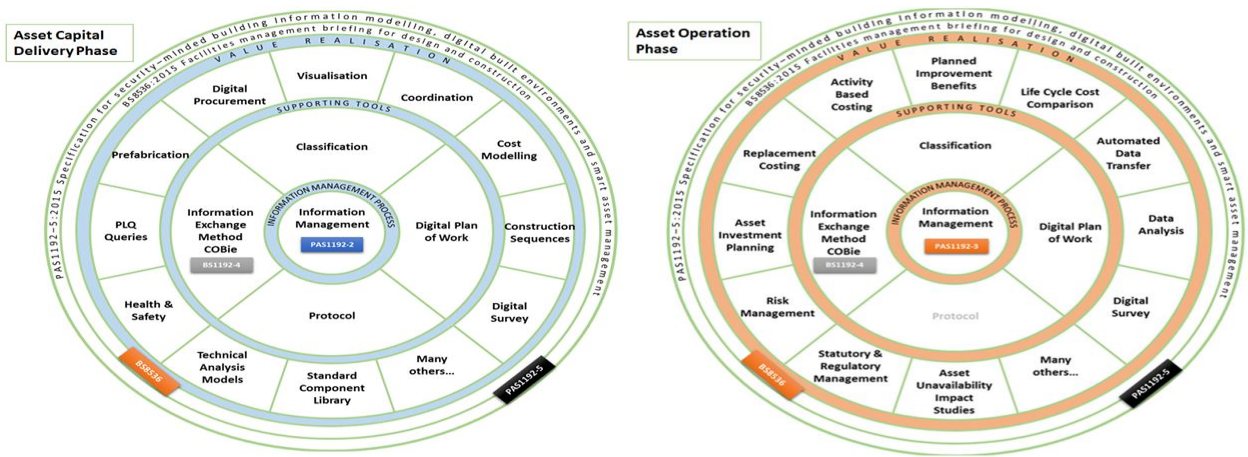 Asset Capital
Delivery Phase
PAS1192-5:2015 Specification for security-minded building Information modelling, digital built environments and smart asset management
BS8536:2015 Facilities management briefing for design and construction
VALUE REALISATION
Visualisation
Digital
Procurement
Coordination
SUPPORTING TOOLS
Prefabrication
Classification
Cost
Modelling
INFORMATION MANAGEMENT PROCESS
PLQ
Queries
Information
Exchange
Method
COBie
BS1192-4
Information
Management
PAS1192-2
Digital Plan
of Work
Construction
Sequences
Health &
Safety
Protocol
Digital
Survey
Technical
Analysis
Models
Standard
Component
Library
Many
others...
BS8536
PAS1192-5
Asset Operation
Phase
PAS1192-5:2015 Specification for security-minded building Information modelling, digital built environments and smart asset management
BS8536:2015 Facilities management briefing for design and construction
VALUE REALISATION
Activity
Based
Costing
Planned
Improvement
Benefits
Life Cycle Cost
Comparison
SUPPORTING TOOLS
Replacement
Costing
Classification
Automated
Data
Transfer
INFORMATION MANAGEMENT PROCESS
Asset
Investment
Planning
Information
Exchange
Method
COBie
BS1192-4
Information
Management
PAS1192-3
Digital Plan
of Work
Data
Analysis
Risk
Management
Protocol
Digital
Survey
Statutory &
Regulatory
Management
Asset
Unavailability
Impact
Studies
Many
others...
BS8536
PAS1192-5